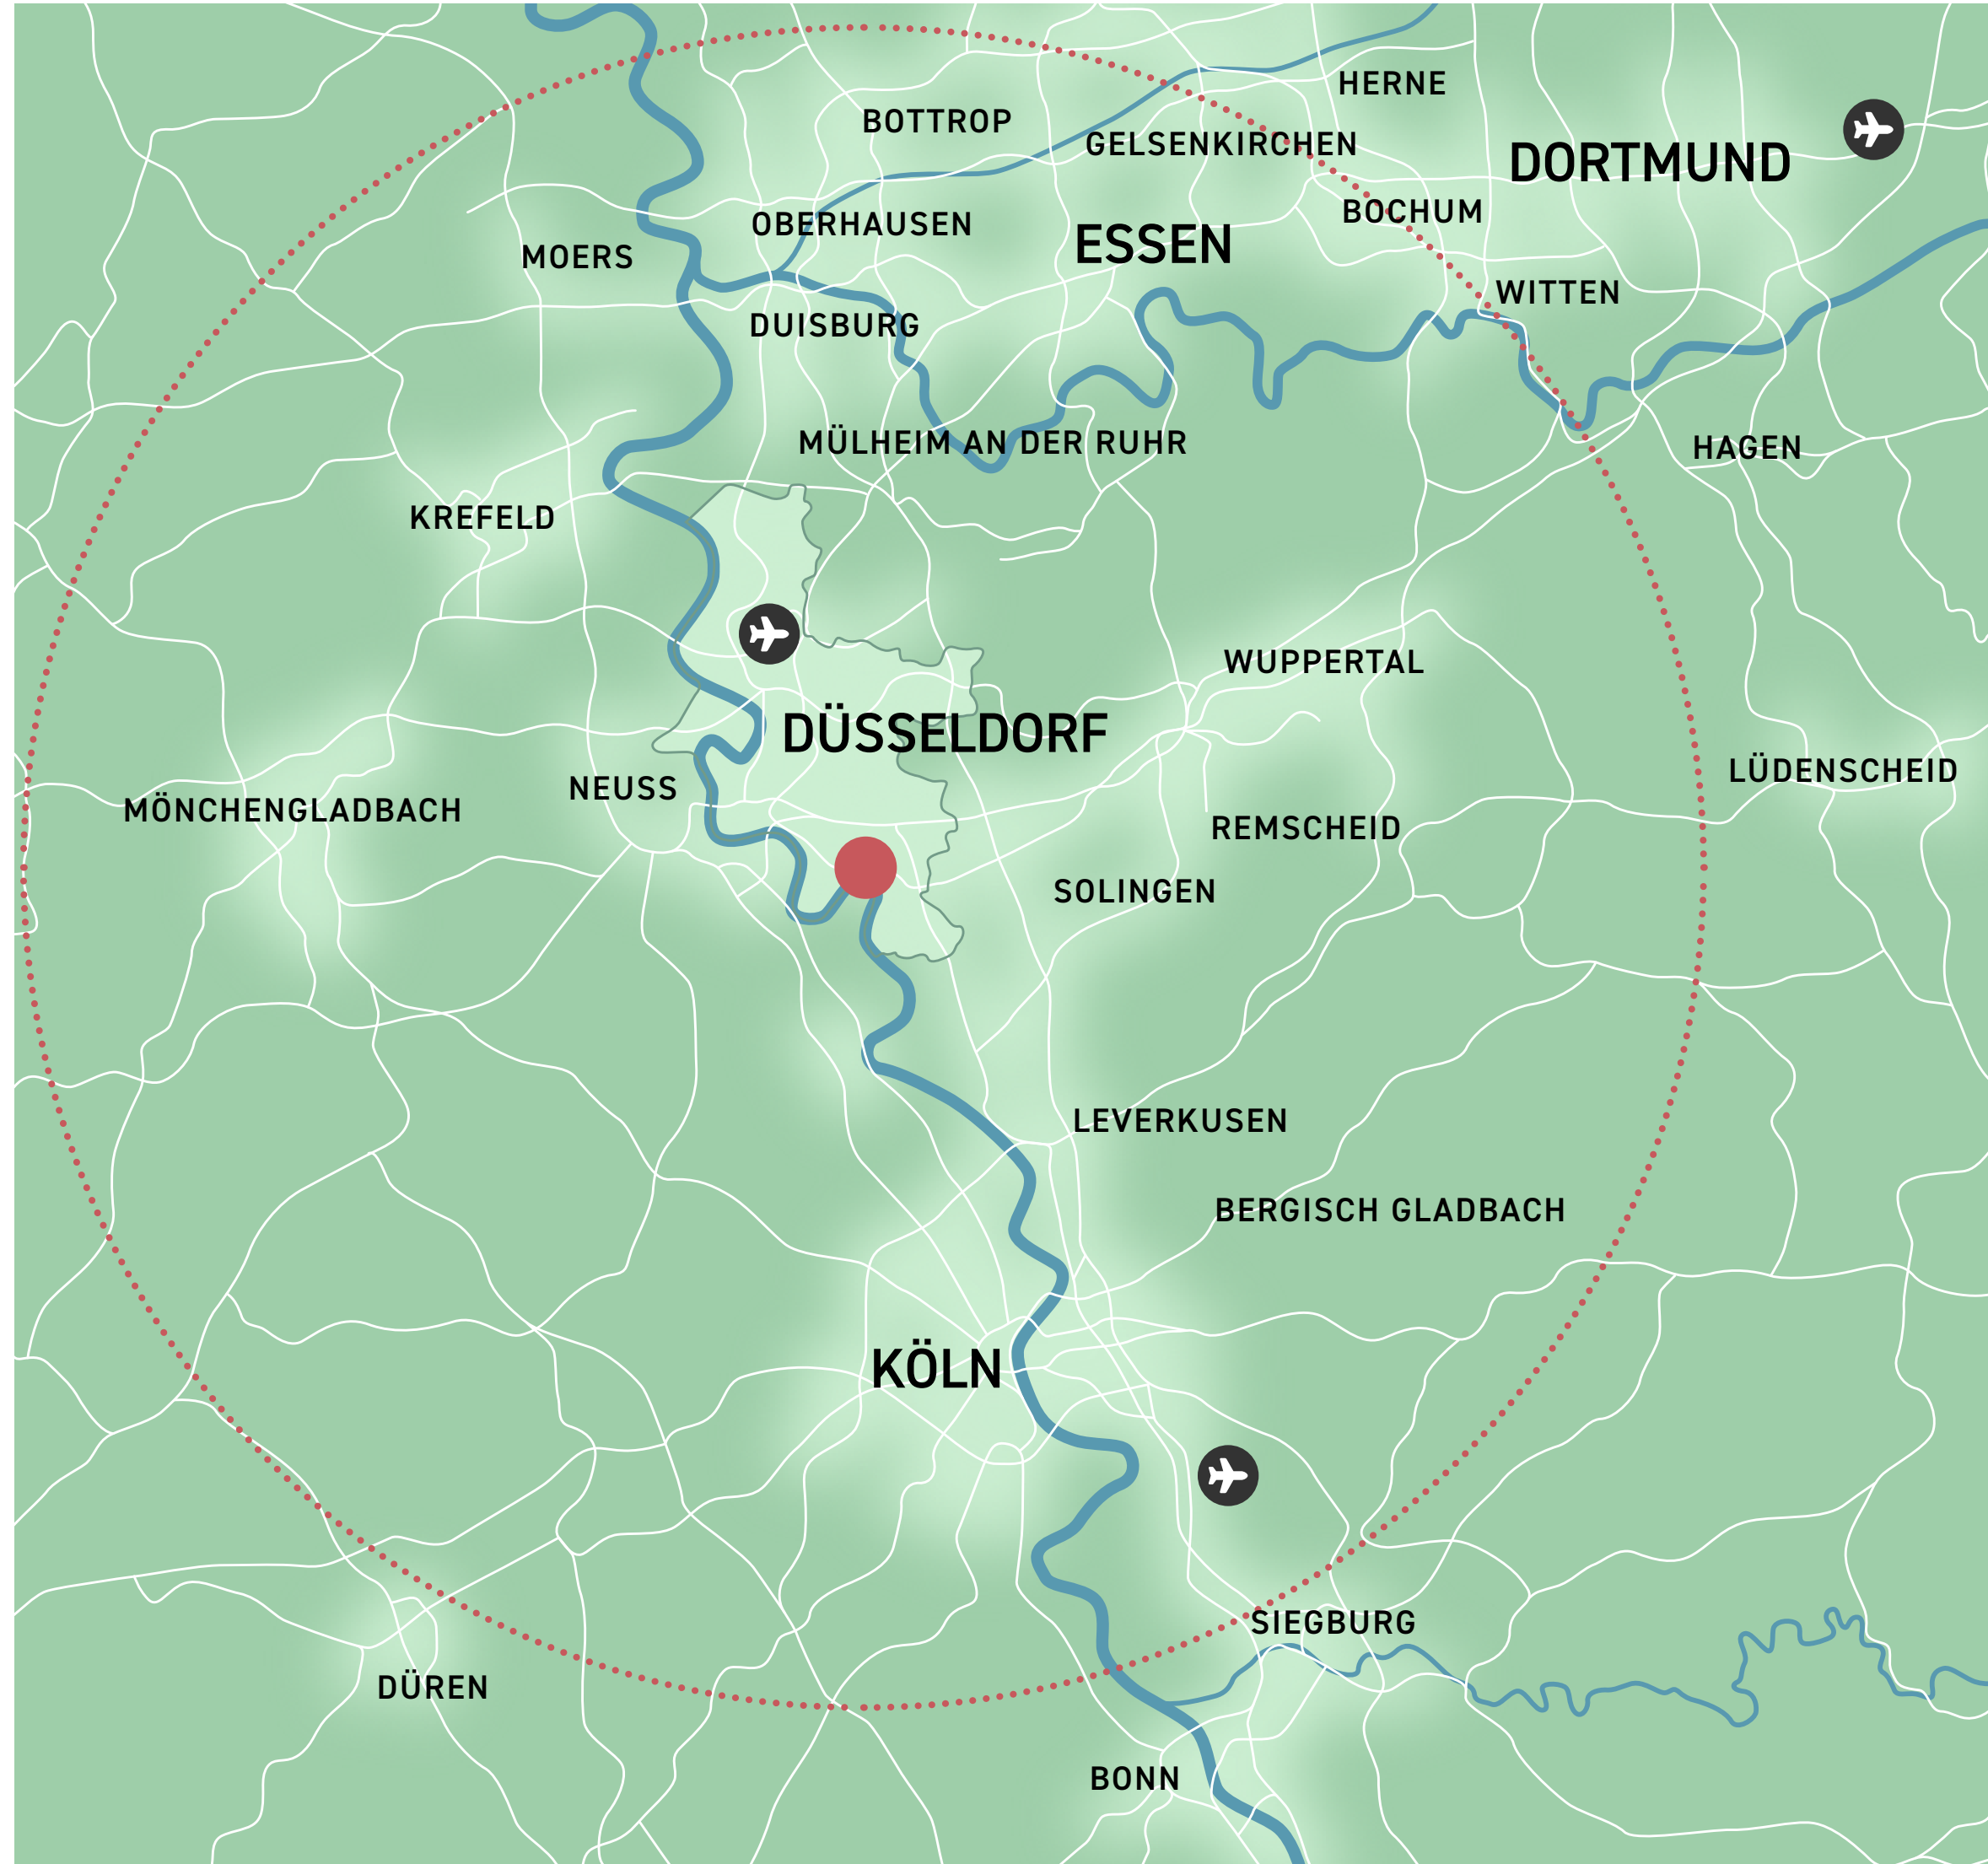 HERNE
BOTTROP
GELSENKIRCHEN
DORTMUND
BOCHUM
OBERHAUSEN
ESSEN
MOERS
WITTEN
DUISBURG
MÜLHEIM AN DER RUHR
HAGEN
KREFELD
WUPPERTAL
DÜSSELDORF
LÜDENSCHEID
NEUSS
MÖNCHENGLADBACH
REMSCHEID
SOLINGEN
LEVERKUSEN
BERGISCH GLADBACH
KÖLN
SIEGBURG
DÜREN
BONN